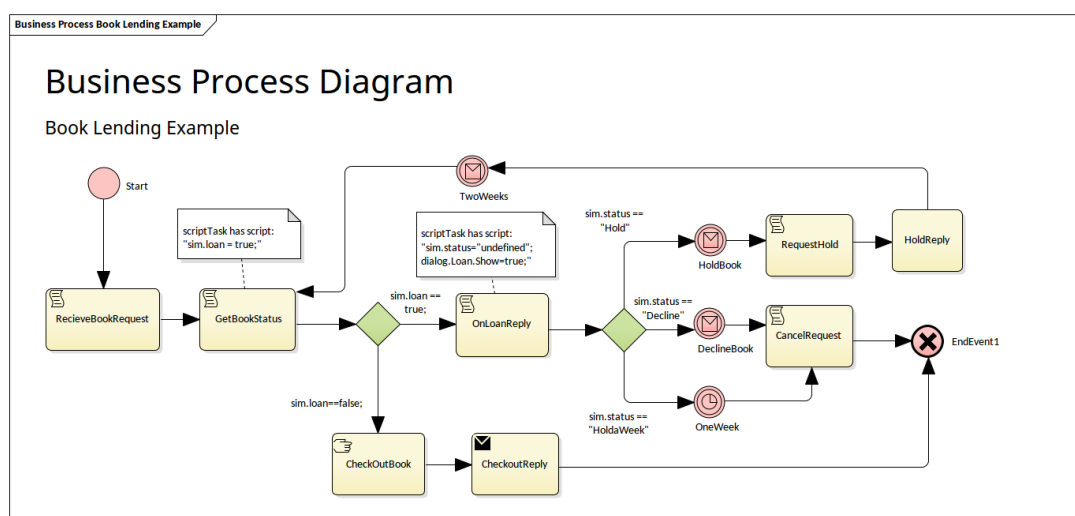 Business Process Book Lending Example
Business Process Diagram
Book Lending Example
Start
TwoWeeks
scriptTask has script:
"sim.loan = true;"
scriptTask has script:
"sim.status="undefined";
dialog.Loan.Show=true;"
sim.status ==
"Hold"
HoldBook
RequestHold
HoldReply
RecieveBookRequest
GetBookStatus
sim.loan ==
true;
OnLoanReply
sim.status ==
"Decline"
DeclineBook
CancelRequest
EndEvent1
sim.loan==false;
sim.status ==
"HoldaWeek"
OneWeek
CheckOutBook
CheckoutReply